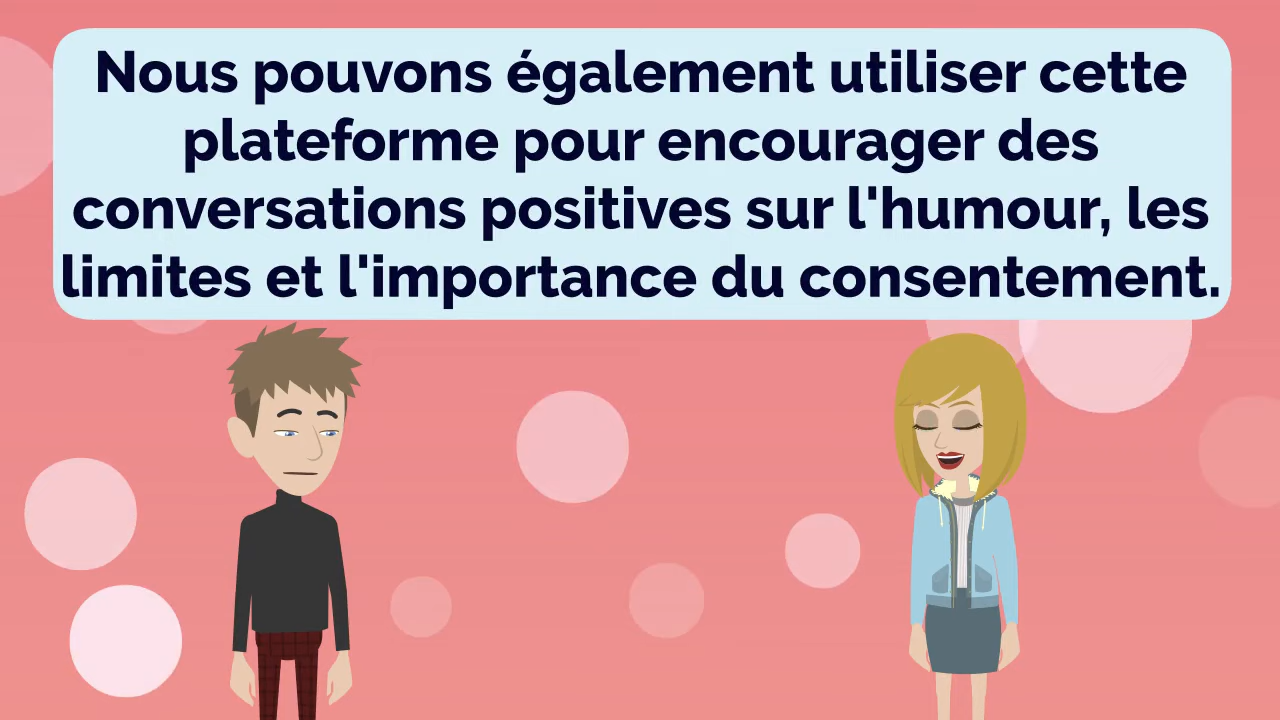 Nous pouvons également utiliser cette
plateforme pour encourager des
conversations positives sur l'humour, les
limites et l'importance du consentement.